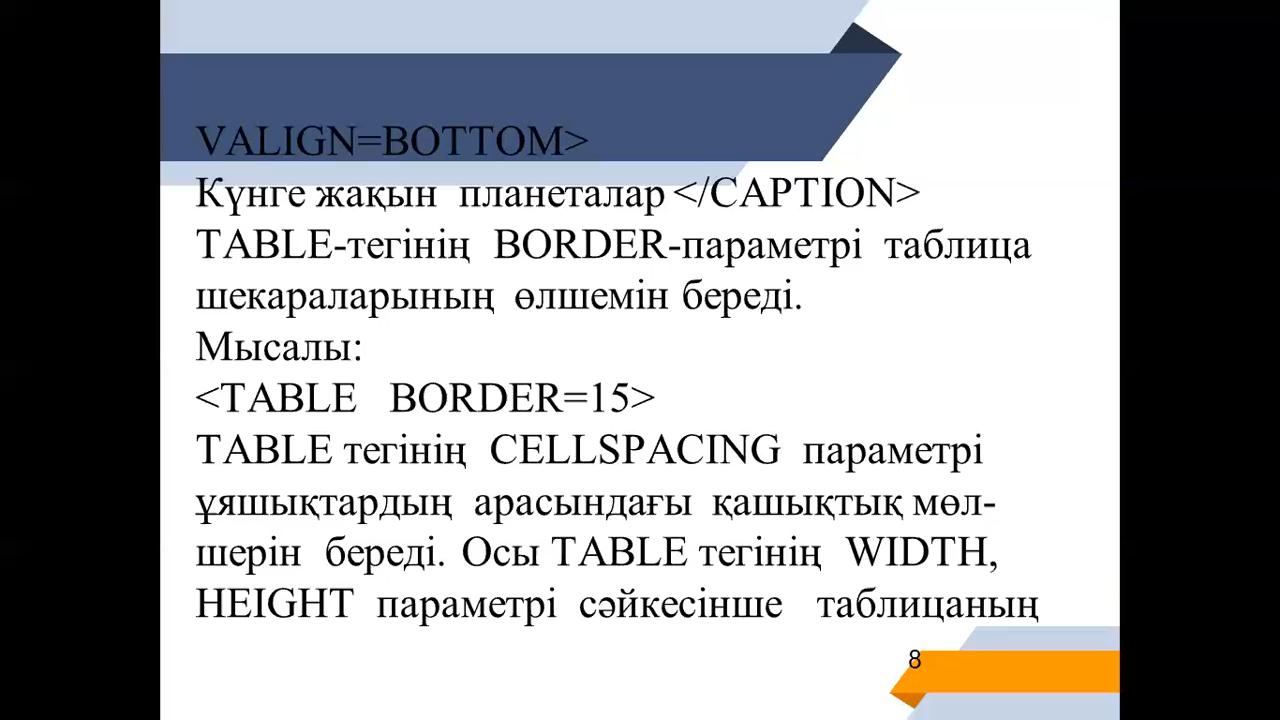 VALIGN=BOTTOM>
Күнге жақын планеталар </CAPTION>
TABLE-тегінің BORDER-параметрі таблица
шекараларының өлшемін береді.
Мысалы:
<TABLE BORDER=15>
TABLE тегінің CELLSPACING параметрі
ұяшықтардың арасындағы қашықтық мөл-
шерін береді. Осы TABLE тегінің WIDTH,
HEIGHT параметрі сәйкесінше таблицаның
8